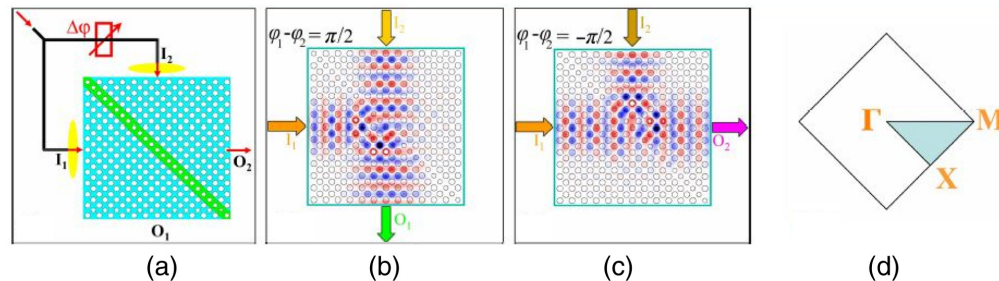 Δφ
I₂
I₁
O₂
O₁
(a)
φ₁-φ₂ = π/2
I₂
I₁
O₁
(b)
φ₁-φ₂ = -π/2
I₂
I₁
O₂
(c)
Γ
M
X
(d)